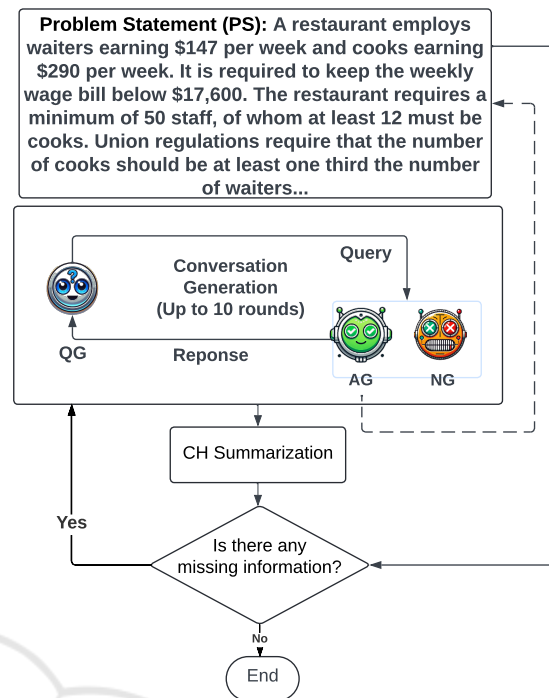 Problem Statement (PS): A restaurant employs
waiters earning $147 per week and cooks earning
$290 per week. It is required to keep the weekly
wage bill below $17,600. The restaurant requires a
minimum of 50 staff, of whom at least 12 must be
cooks. Union regulations require that the number
of cooks should be at least one third the number
of waiters...
Query
Conversation
Generation
(Up to 10 rounds)
QG
Reponse
AG
NG
CH Summarization
Yes
Is there any
missing information?
No
End